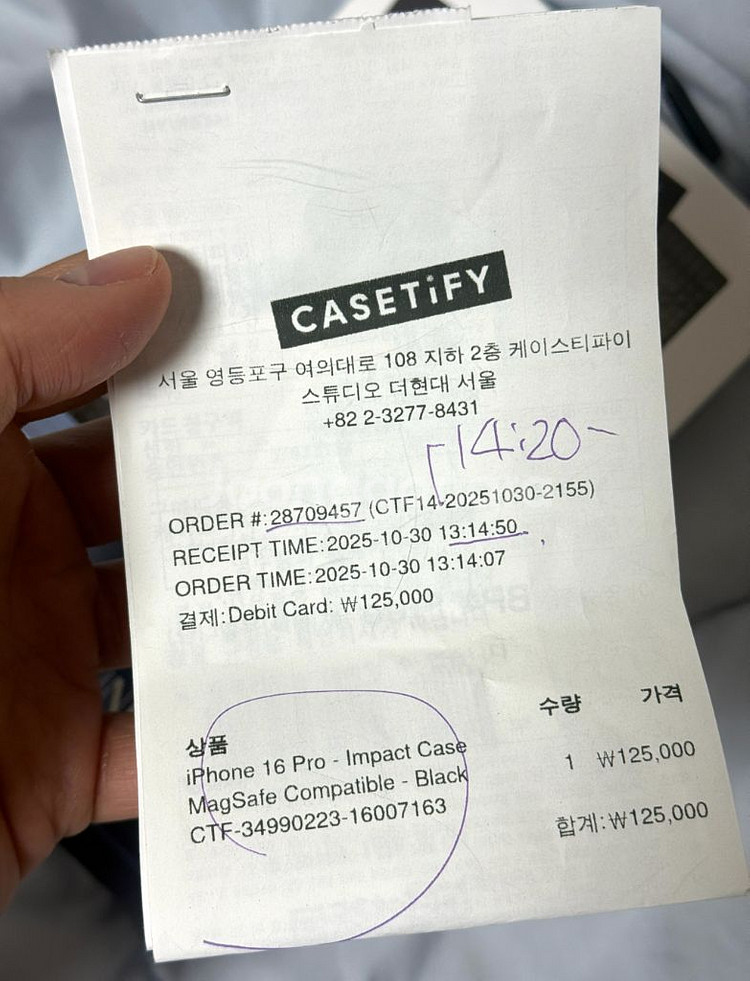 CASETiFY
서울 영등포구 여의대로 108 지하 2층 케이스티파이
스튜디오 더현대 서울
+82 2-3277-8431
14:20~
ORDER #:28709457 (CTF14-20251030-2155)
RECEIPT TIME:2025-10-30 13:14:50
ORDER TIME:2025-10-30 13:14:07
결제:Debit Card: ₩125,000
상품 수량 가격
iPhone 16 Pro - Impact Case 1 ₩125,000
MagSafe Compatible - Black
CTF-34990223-16007163
합계:₩125,000